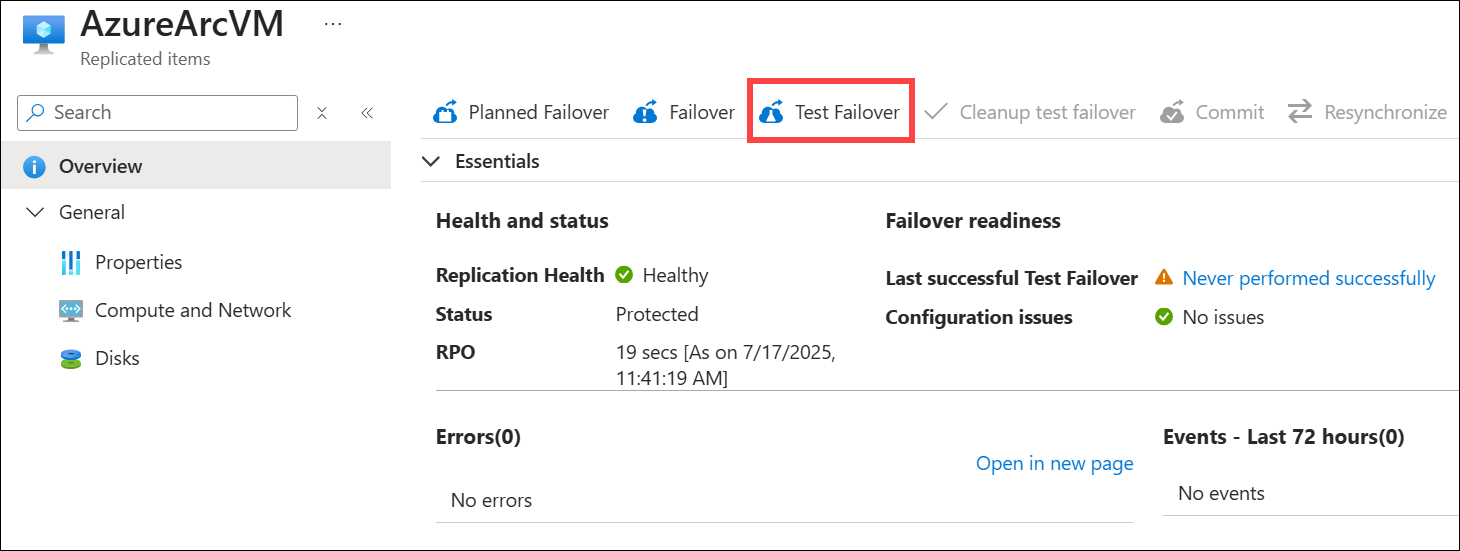 AzureArcVM ...
Replicated items
Search
Planned Failover Failover Test Failover Cleanup test failover Commit Resynchronize
Overview
General
Properties
Compute and Network
Disks
Essentials
Health and status
Replication Health Healthy
Status Protected
RPO 19 secs [As on 7/17/2025,
11:41:19 AM]
Failover readiness
Last successful Test Failover Never performed successfully
Configuration issues No issues
Errors(0)
Open in new page
No errors
Events - Last 72 hours(0)
No events